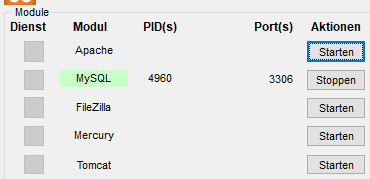 Module
Dienst Modul PID(s) Port(s) Aktionen
Apache Starten
MySQL 4960 3306 Stoppen
FileZilla Starten
Mercury Starten
Tomcat Starten